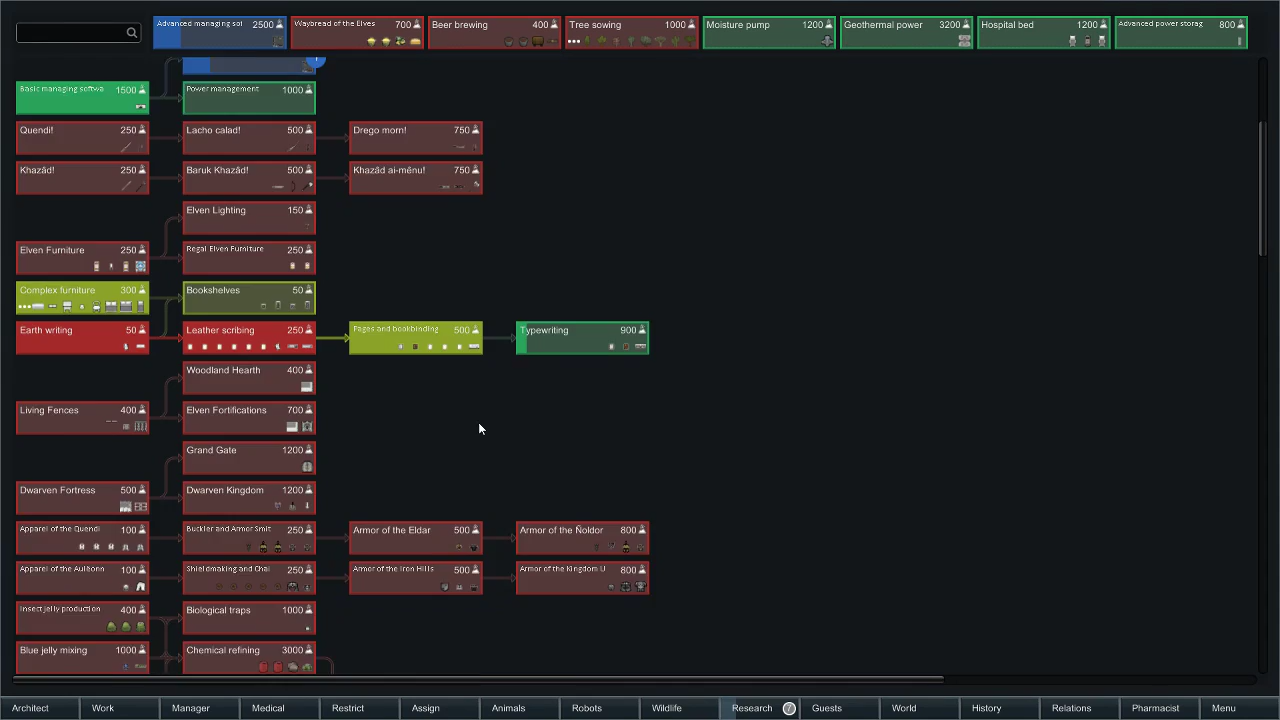 Advanced managing sol 2500
Waybread of the Elves 700
Beer brewing 400
Tree sowing 1000
Moisture pump 1200
Geothermal power 3200
Hospital bed 1200
Advanced power storag 800
Basic managing softwa 1500
Power management 1000
Quendi! 250
Lacho calad! 500
Drego morn! 750
Khazâd! 250
Baruk Khazâd! 500
Khazâd ai-mênu! 750
Elven Lighting 150
Elven Furniture 250
Regal Elven Furniture 250
Complex furniture 300
Bookshelves 50
Earth writing 50
Leather scribing 250
Pages and bookbinding 500
Typewriting 900
Woodland Hearth 400
Living Fences 400
Elven Fortifications 700
Grand Gate 1200
Dwarven Fortress 500
Dwarven Kingdom 1200
Apparel of the Quendi 100
Buckler and Armor Smit 250
Armor of the Eldar 500
Armor of the Ñoldor 800
Apparel of the Aulëonn 100
Shieldmaking and Chai 250
Armor of the Iron Hills 500
Armor of the Kingdom U 800
Insect jelly production 400
Biological traps 1000
Blue jelly mixing 1000
Chemical refining 3000
Architect
Work
Manager
Medical
Restrict
Assign
Animals
Robots
Wildlife
Research
Guests
World
History
Relations
Pharmacist
Menu